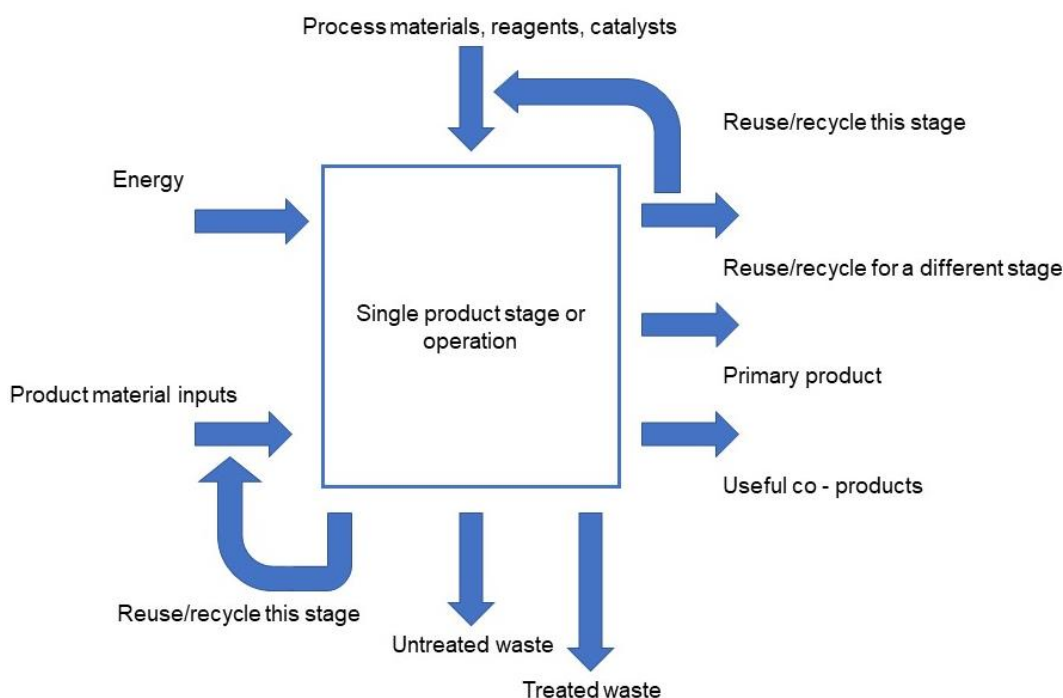 Process materials, reagents, catalysts
Reuse/recycle this stage
Energy
Reuse/recycle for a different stage
Single product stage or
operation
Primary product
Product material inputs
Useful co - products
Reuse/recycle this stage
Untreated waste
Treated waste